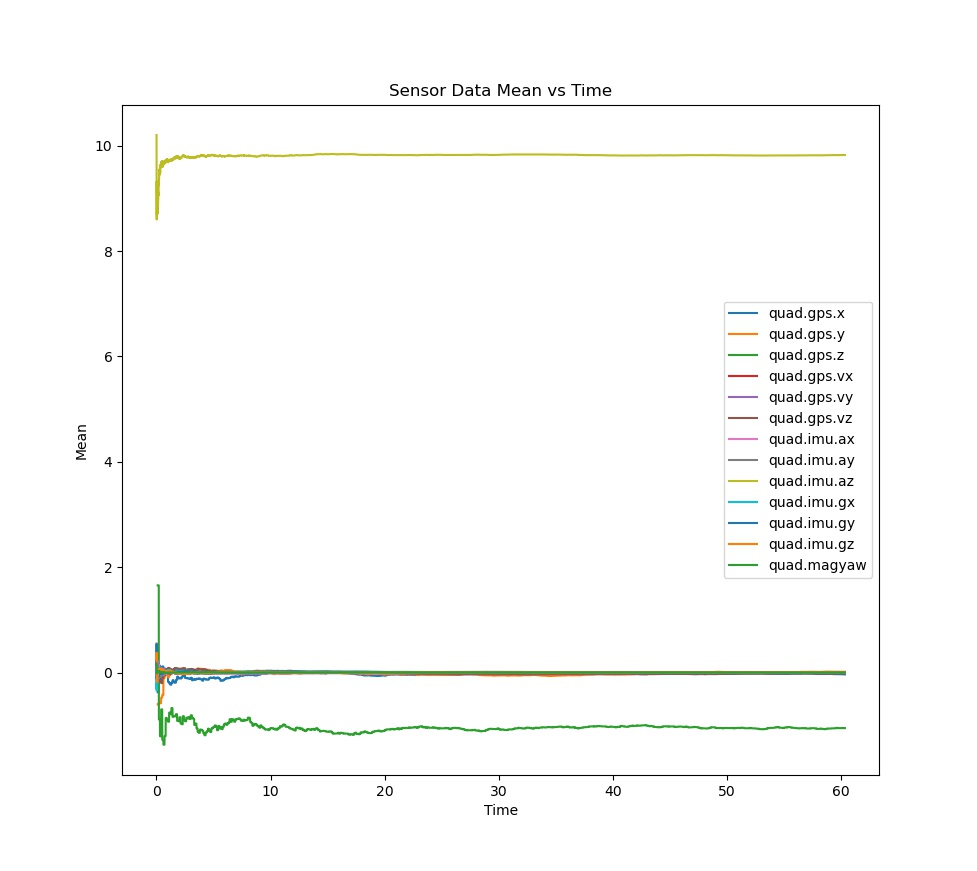 Sensor Data Mean vs Time
10
8
6
4
2
0
Mean
quad.gps.x
quad.gps.y
quad.gps.z
quad.gps.vx
quad.gps.vy
quad.gps.vz
quad.imu.ax
quad.imu.ay
quad.imu.az
quad.imu.gx
quad.imu.gy
quad.imu.gz
quad.magyaw
0 10 20 30 40 50 60
Time